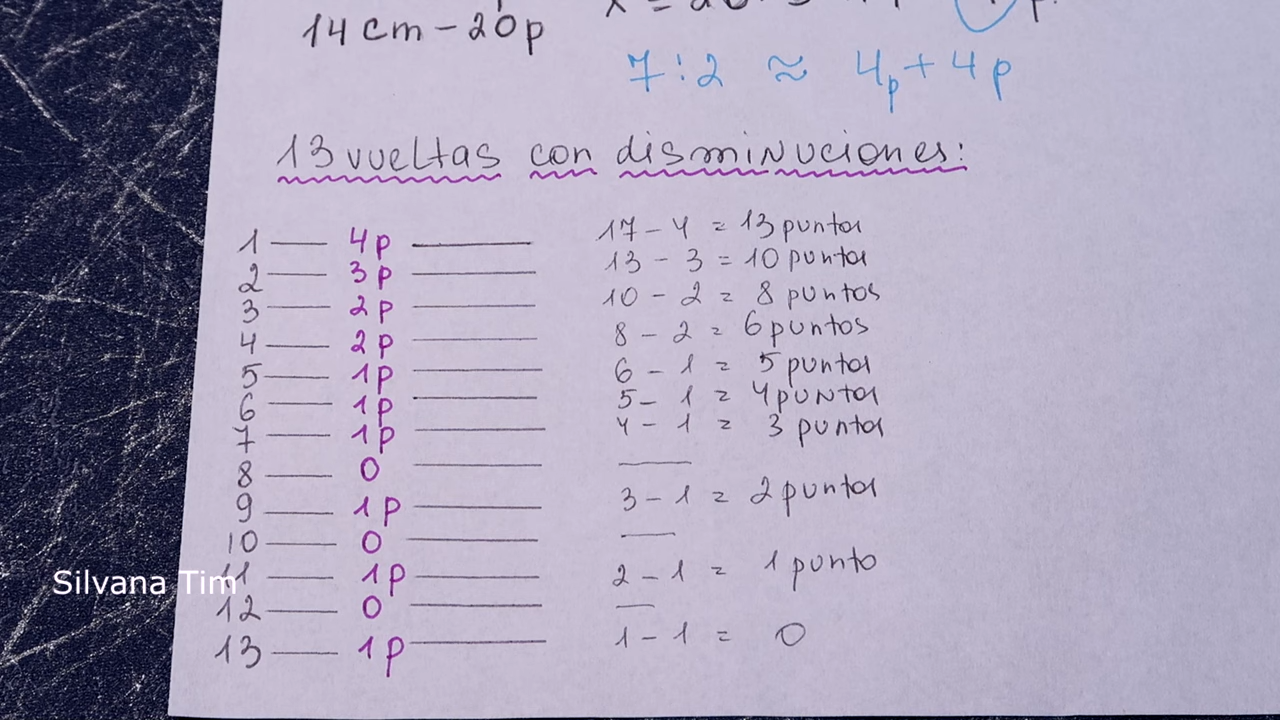 14 cm - 20p
7 : 2 ≈ 4p + 4p
13 vueltas con disminuciones:
1 — 4p — 17 - 4 = 13 puntos
2 — 3p — 13 - 3 = 10 puntos
3 — 2p — 10 - 2 = 8 puntos
4 — 2p — 8 - 2 = 6 puntos
5 — 1p — 6 - 1 = 5 puntos
6 — 1p — 5 - 1 = 4 puntos
7 — 1p — 4 - 1 = 3 puntos
8 — 0 — —
9 — 1p — 3 - 1 = 2 puntos
10 — 0 — —
11 — 1p — 2 - 1 = 1 punto
12 — 0 — —
13 — 1p — 1 - 1 = 0
Silvana Tim